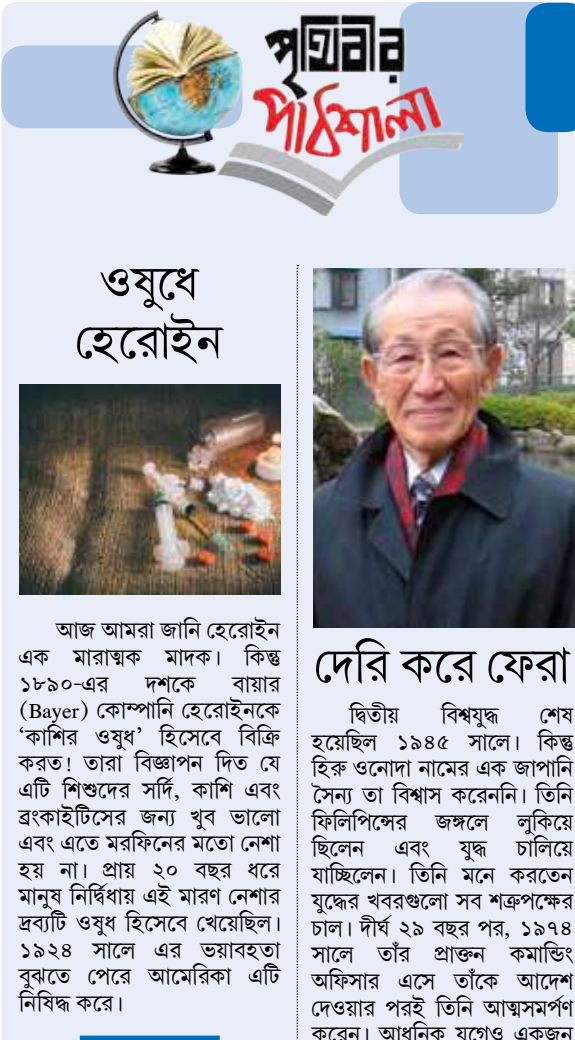 পৃথিবীর
পাঠশালা
ওষুধে
হেরোইন
আজ আমরা জানি হেরোইন
এক মারাত্মক মাদক। কিন্তু
১৮৯০-এর দশকে বায়ার
(Bayer) কোম্পানি হেরোইনকে
‘কাশির ওষুধ’ হিসেবে বিক্রি
করত! তারা বিজ্ঞাপন দিত যে
এটি শিশুদের সর্দি, কাশি এবং
ব্রংকাইটিসের জন্য খুব ভালো
এবং এতে মরফিনের মতো নেশা
হয় না। প্রায় ২০ বছর ধরে
মানুষ নির্দ্বিধায় এই মারণ নেশার
দ্রব্যটি ওষুধ হিসেবে খেয়েছিল।
১৯২৪ সালে এর ভয়াবহতা
বুঝতে পেরে আমেরিকা এটি
নিষিদ্ধ করে।
দেরি করে ফেরা
দ্বিতীয় বিশ্বযুদ্ধ শেষ
হয়েছিল ১৯৪৫ সালে। কিন্তু
হিরু ওনোদা নামের এক জাপানি
সৈন্য তা বিশ্বাস করেননি। তিনি
ফিলিপিন্সের জঙ্গলে লুকিয়ে
ছিলেন এবং যুদ্ধ চালিয়ে
যাচ্ছিলেন। তিনি মনে করতেন
যুদ্ধের খবরগুলো সব শত্রুপক্ষের
চাল। দীর্ঘ ২৯ বছর পর, ১৯৭৪
সালে তাঁর প্রাক্তন কমান্ডিং
অফিসার এসে তাঁকে আদেশ
দেওয়ার পরই তিনি আত্মসমর্পণ
করেন। আধুনিক যুগেও একজন